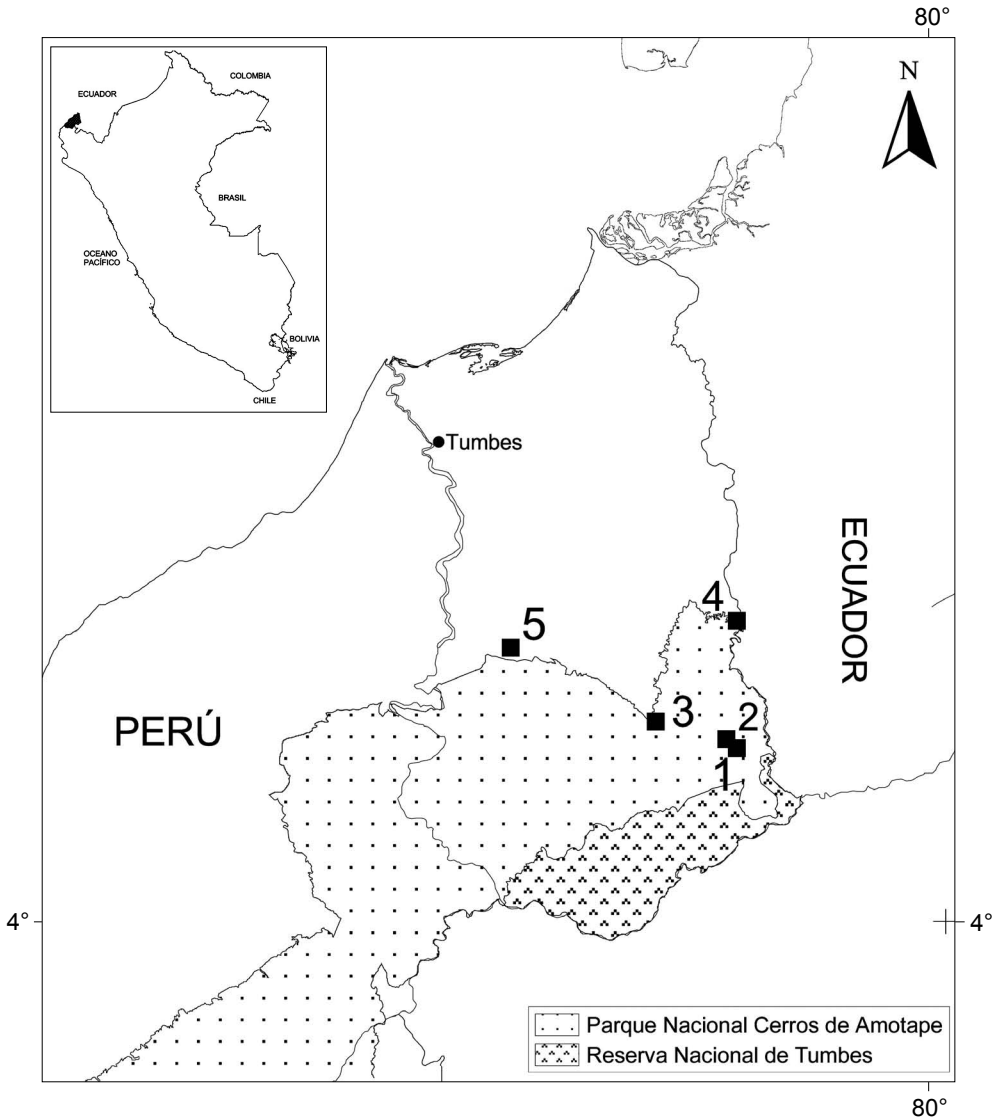 80°
COLOMBIA
ECUADOR
BRASIL
OCEANO
PACÍFICO
BOLIVIA
CHILE
N
Tumbes
ECUADOR
4
5
3
2
1
PERÚ
4°
4°
Parque Nacional Cerros de Amotape
Reserva Nacional de Tumbes
80°